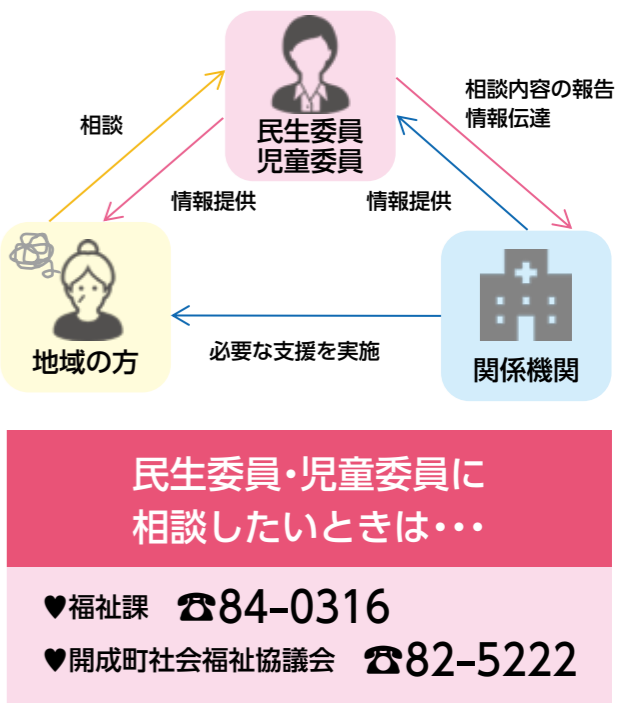 民生委員
児童委員
相談
相談内容の報告
情報伝達
情報提供
情報提供
地域の方
必要な支援を実施
関係機関
民生委員・児童委員に
相談したいときは・・・
♥福祉課 ☎84-0316
♥開成町社会福祉協議会 ☎82-5222